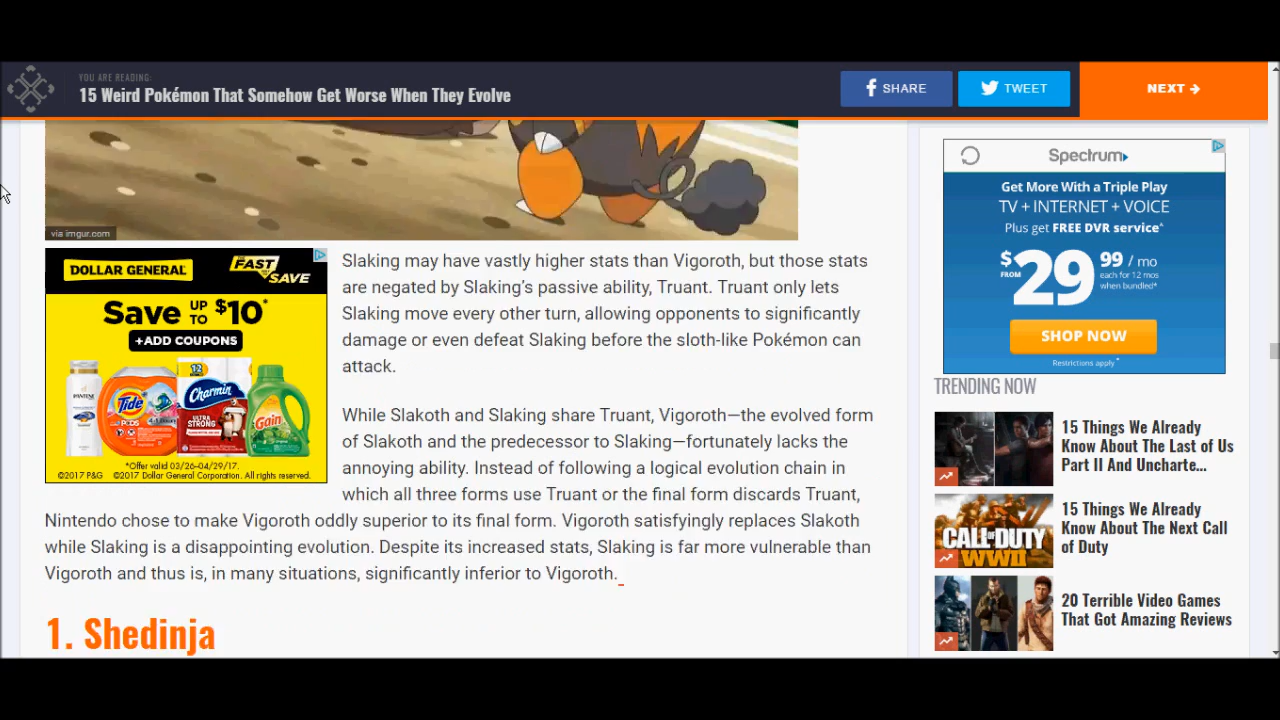 YOU ARE READING:
15 Weird Pokémon That Somehow Get Worse When They Evolve
SHARE
TWEET
NEXT
via imgur.com
DOLLAR GENERAL
FAST
SAVE
Save UP TO $10*
+ADD COUPONS
PANTENE
Tide
PODS
12
Charmin
ULTRA
STRONG
Gain
*Offer valid 03/26-04/29/17.
©2017 P&G ©2017 Dollar General Corporation. All rights reserved.
Slaking may have vastly higher stats than Vigoroth, but those stats
are negated by Slaking's passive ability, Truant. Truant only lets
Slaking move every other turn, allowing opponents to significantly
damage or even defeat Slaking before the sloth-like Pokémon can
attack.
While Slakoth and Slaking share Truant, Vigoroth—the evolved form
of Slakoth and the predecessor to Slaking—fortunately lacks the
annoying ability. Instead of following a logical evolution chain in
which all three forms use Truant or the final form discards Truant,
Nintendo chose to make Vigoroth oddly superior to its final form. Vigoroth satisfyingly replaces Slakoth
while Slaking is a disappointing evolution. Despite its increased stats, Slaking is far more vulnerable than
Vigoroth and thus is, in many situations, significantly inferior to Vigoroth.
1. Shedinja
Spectrum
Get More With a Triple Play
TV + INTERNET + VOICE
Plus get FREE DVR service^
$ FROM 29 99 / mo
each for 12 mos
when bundled*
SHOP NOW
Restrictions apply*
TRENDING NOW
15 Things We Already
Know About The Last of Us
Part II And Uncharte...
CALL OF DUTY
WWII
15 Things We Already
Know About The Next Call
of Duty
20 Terrible Video Games
That Got Amazing Reviews